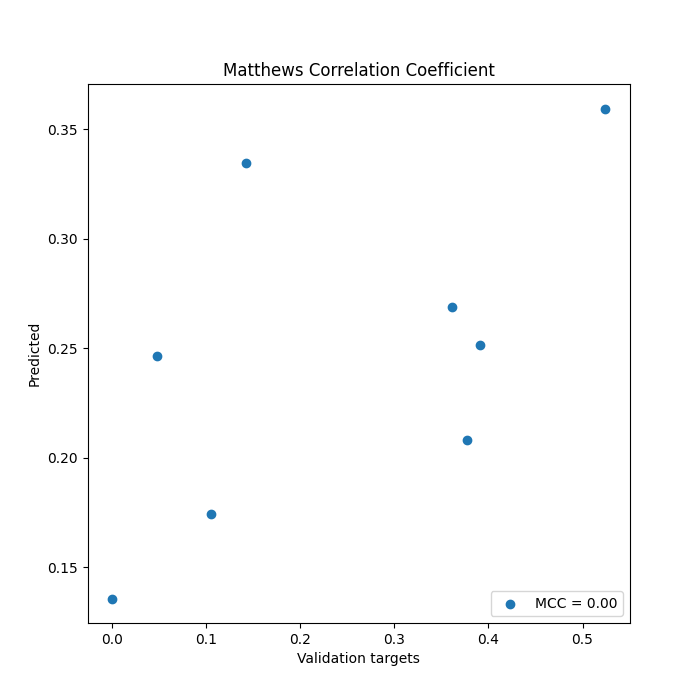 Matthews Correlation Coefficient
0.35
0.30
0.25
0.20
0.15
Predicted
MCC = 0.00
0.0 0.1 0.2 0.3 0.4 0.5
Validation targets